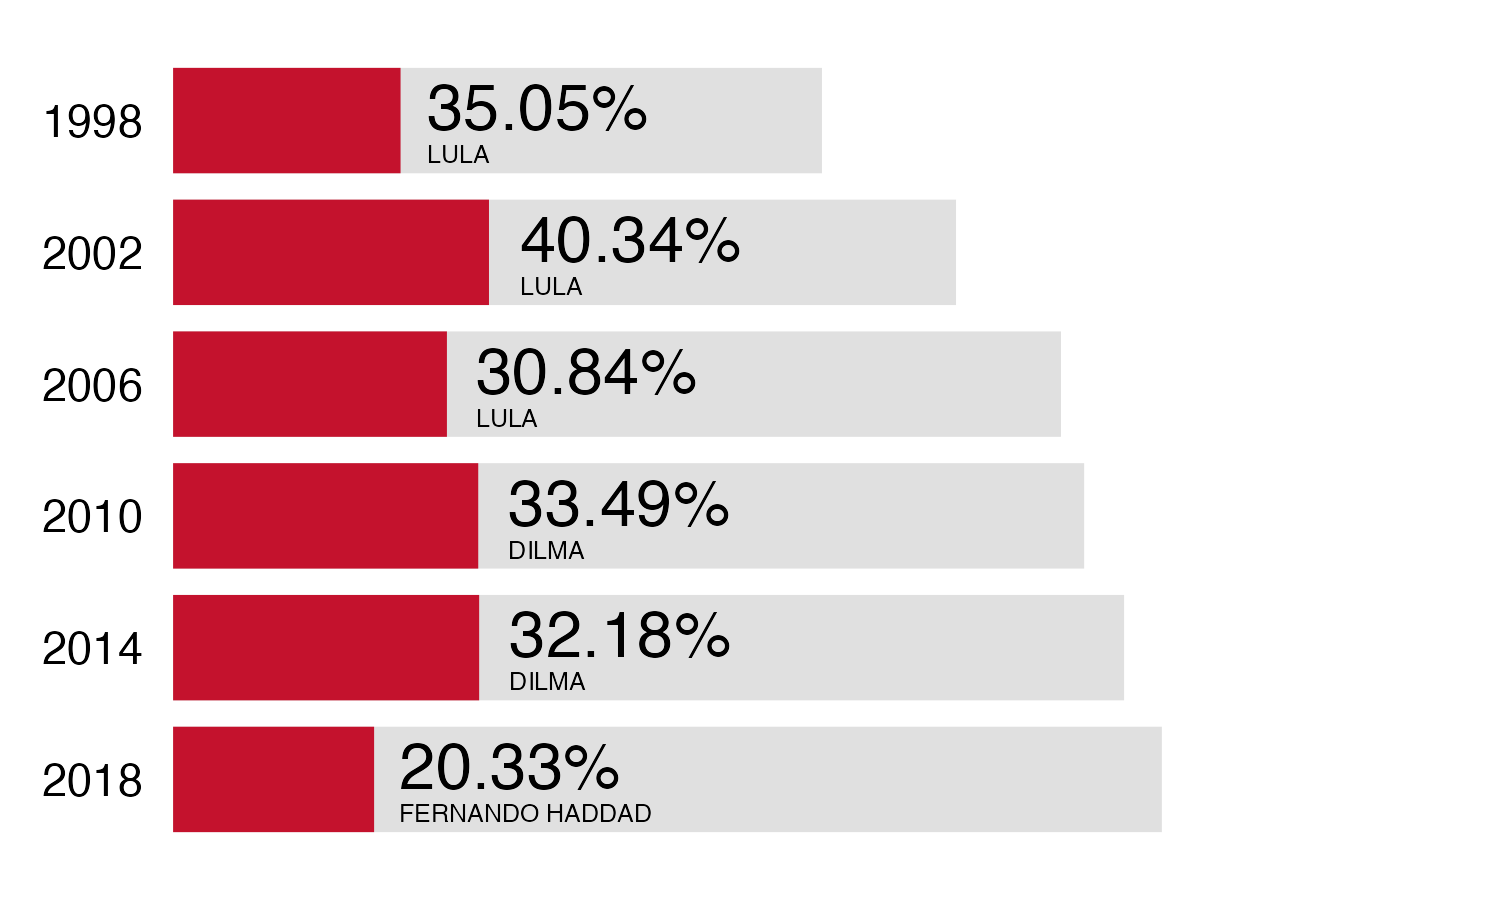 1998
35.05%
LULA
2002
40.34%
LULA
2006
30.84%
LULA
2010
33.49%
DILMA
2014
32.18%
DILMA
2018
20.33%
FERNANDO HADDAD